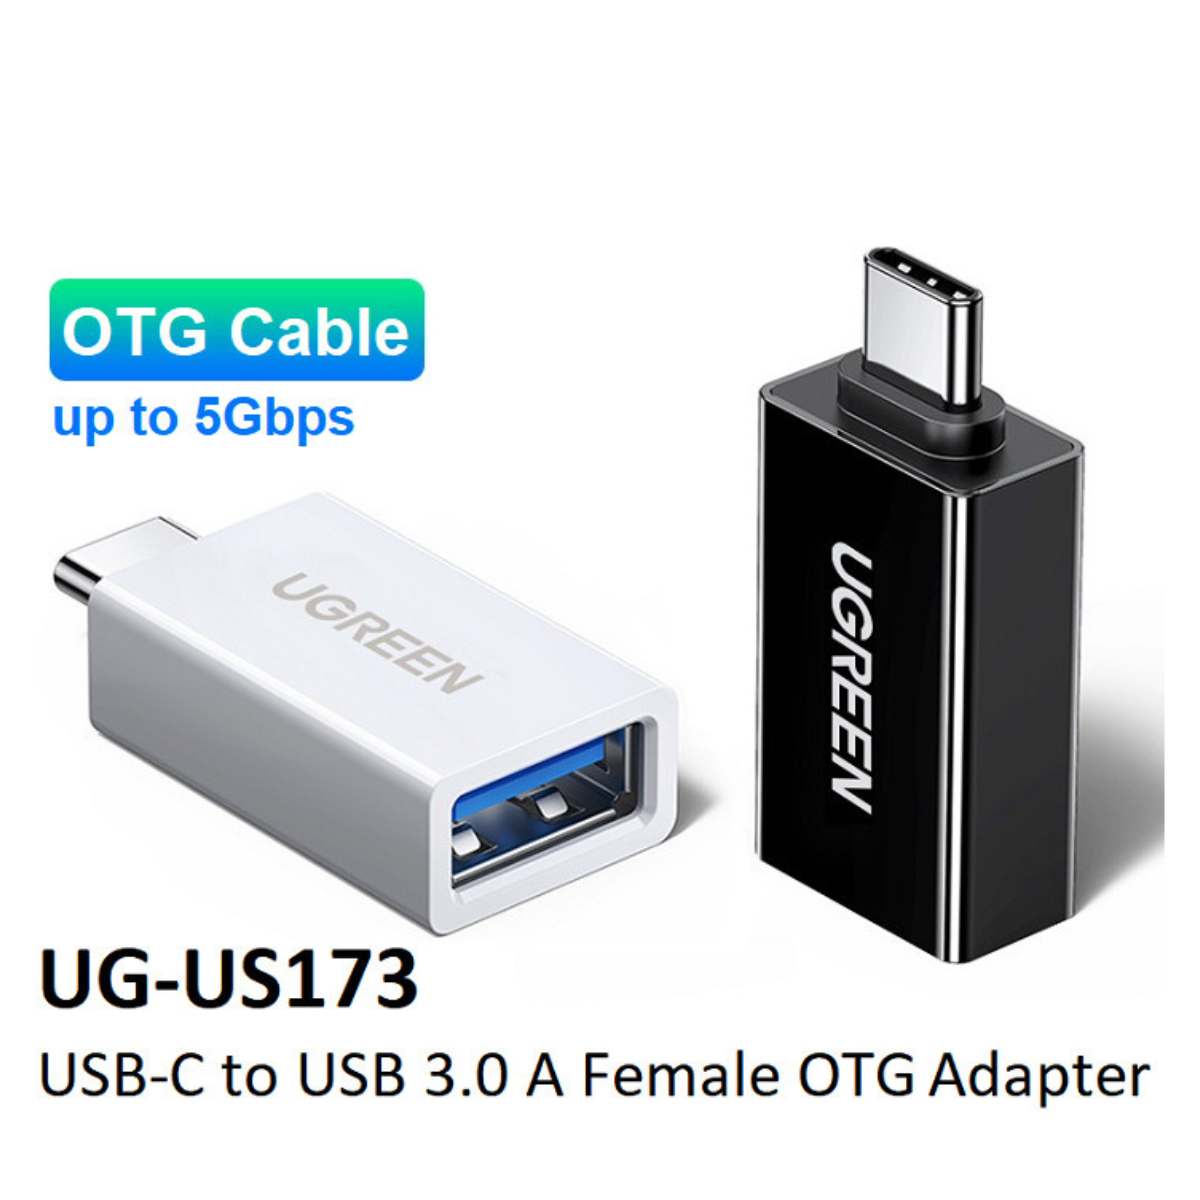 OTG Cable
up to 5Gbps
UGREEN
UGREEN
UG-US173
USB-C to USB 3.0 A Female OTG Adapter